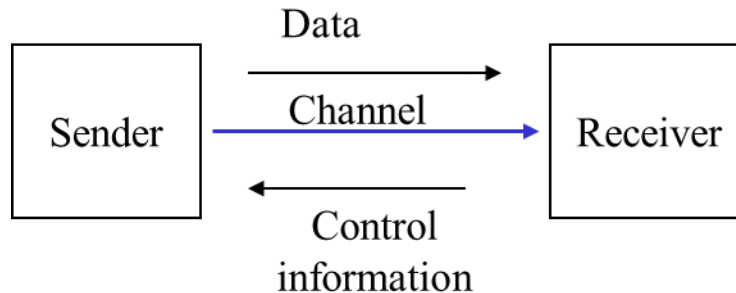 Data
Sender
Channel
Receiver
Control
information